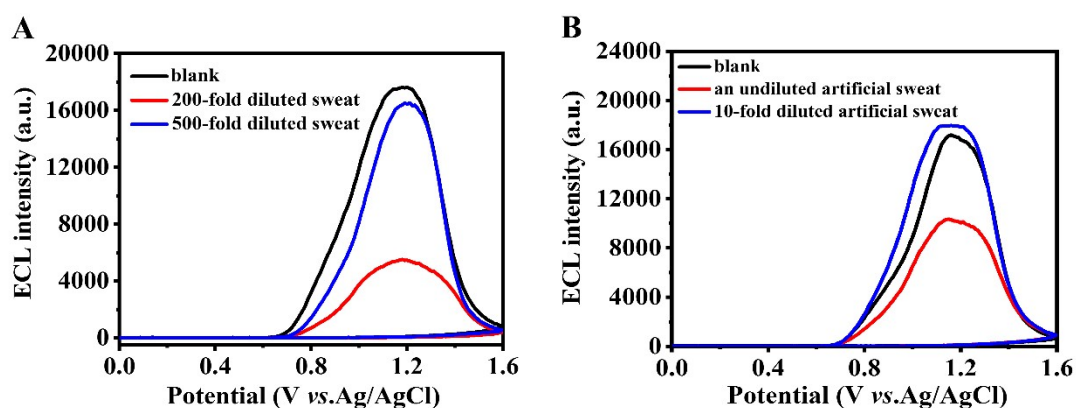 A
20000
16000
12000
8000
4000
0
ECL intensity (a.u.)
blank
200-fold diluted sweat
500-fold diluted sweat
0.0 0.4 0.8 1.2 1.6
Potential (V vs.Ag/AgCl)
B
24000
20000
16000
12000
8000
4000
0
ECL intensity (a.u.)
blank
an undiluted artificial sweat
10-fold diluted artificial sweat
0.0 0.4 0.8 1.2 1.6
Potential (V vs.Ag/AgCl)